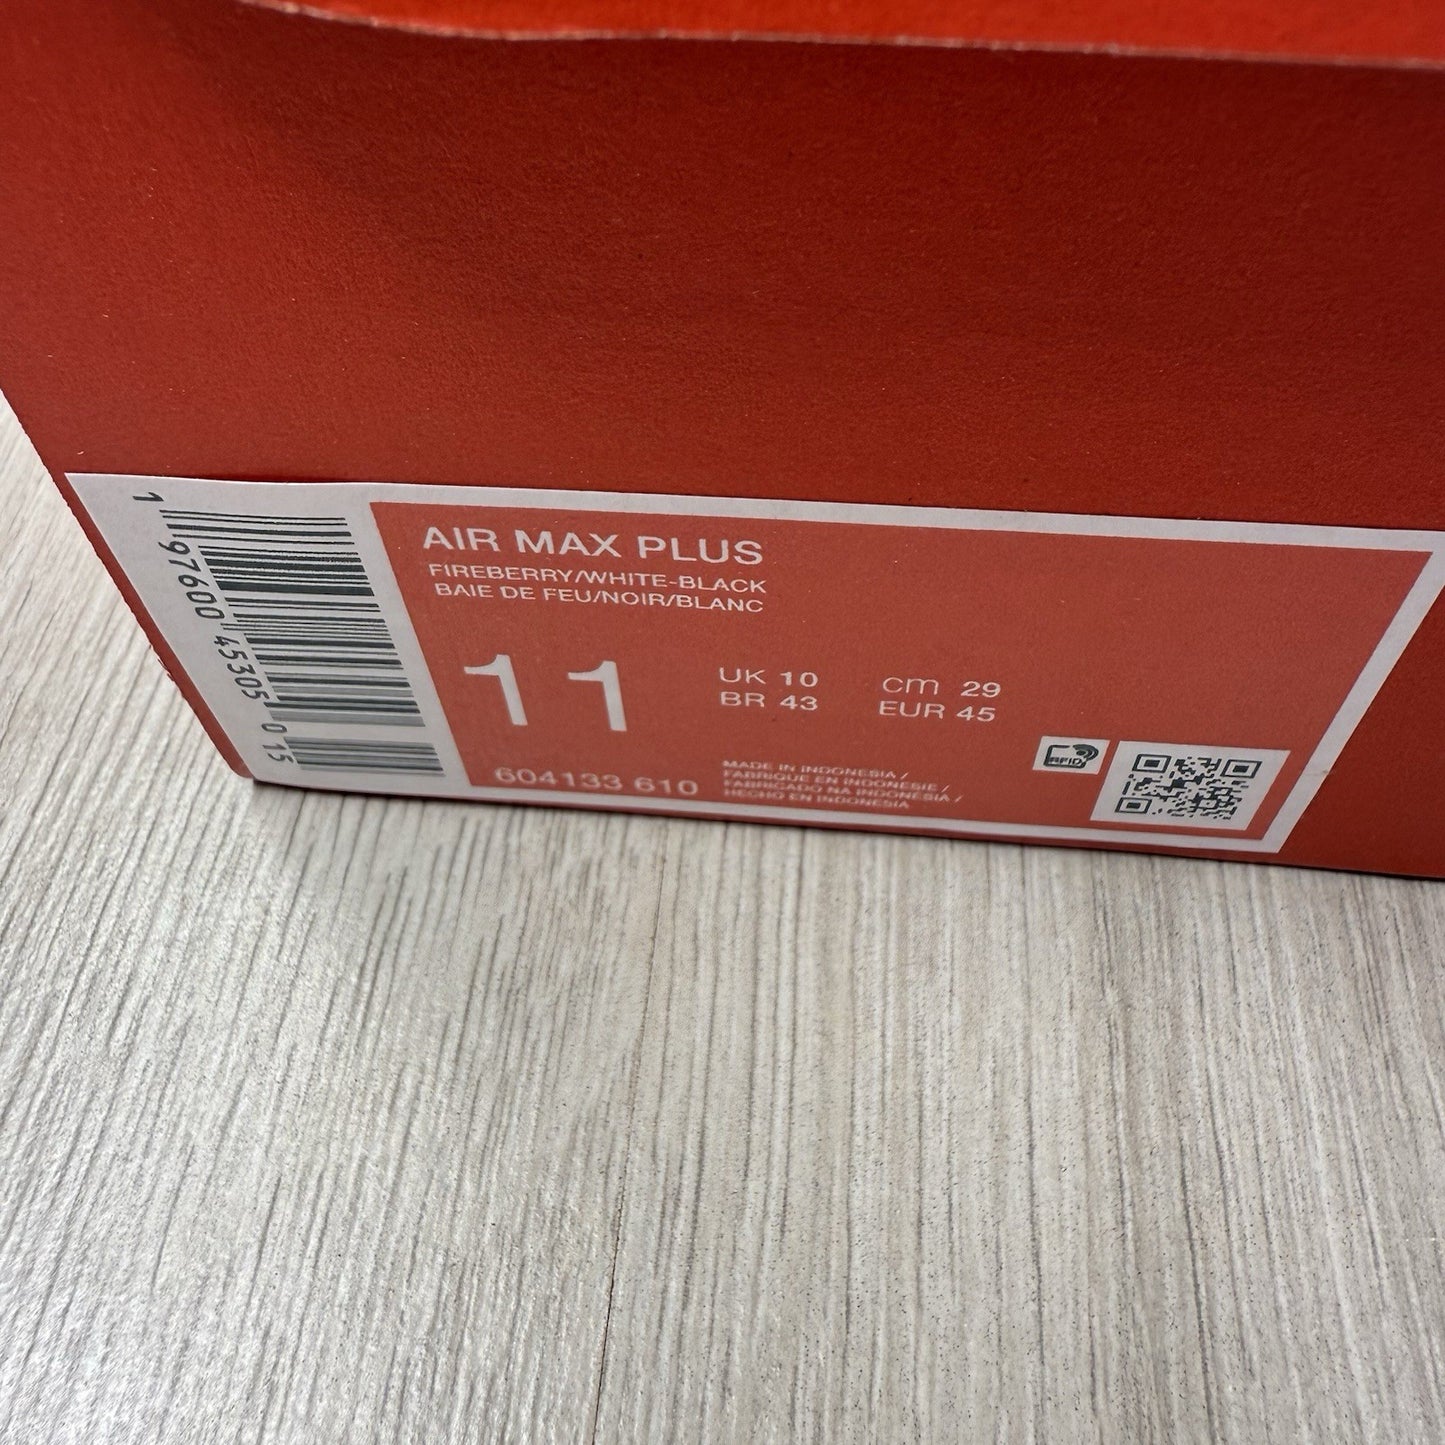 1 97600 45305 0 15
AIR MAX PLUS
FIREBERRY/WHITE-BLACK
BAIE DE FEU/NOIR/BLANC
11
UK 10
BR 43
cm 29
EUR 45
604133 610
MADE IN INDONESIA /
FABRIQUE EN INDONESIE /
FABRICADO NA INDONÉSIA /
HECHO EN INDONESIA
RFID